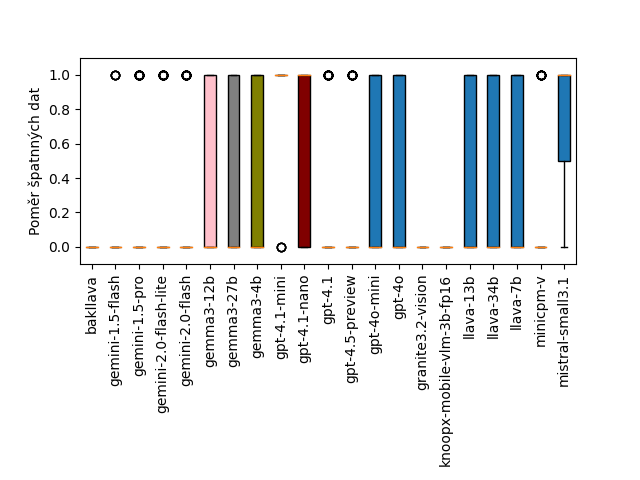 Poměr špatnných dat
1.0
0.8
0.6
0.4
0.2
0.0
bakllava
gemini-1.5-flash
gemini-1.5-pro
gemini-2.0-flash-lite
gemini-2.0-flash
gemma3-12b
gemma3-27b
gemma3-4b
gpt-4.1-mini
gpt-4.1-nano
gpt-4.1
gpt-4.5-preview
gpt-4o-mini
gpt-4o
granite3.2-vision
knoopx-mobile-vlm-3b-fp16
llava-13b
llava-34b
llava-7b
minicpm-v
mistral-small3.1